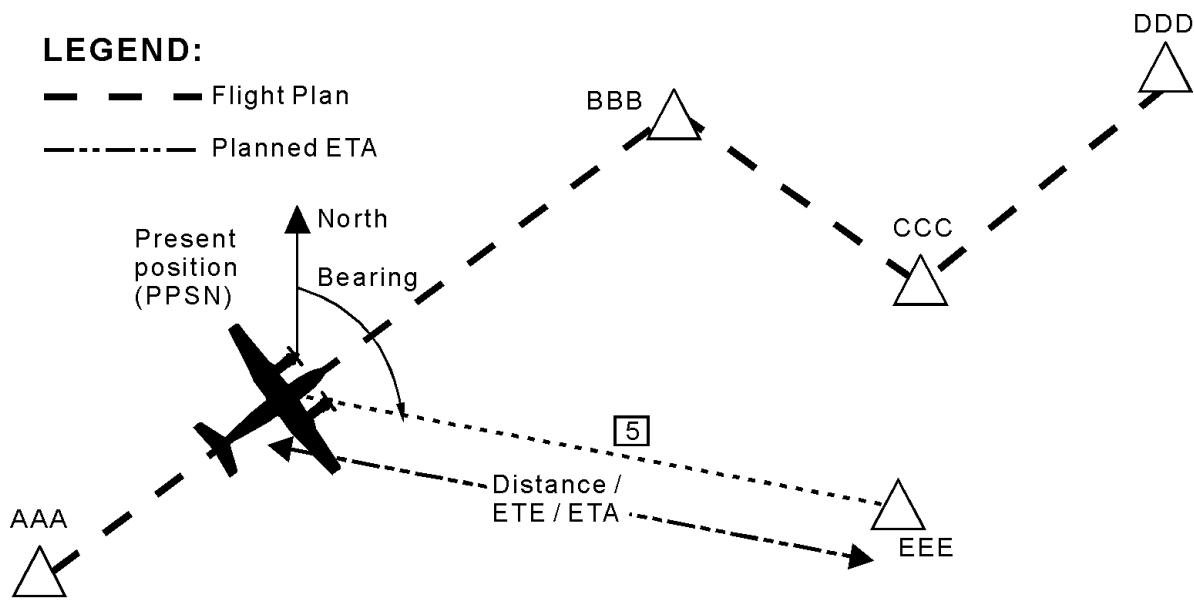 LEGEND:
Flight Plan
Planned ETA
DDD
BBB
North
CCC
Present
position
(PPSN)
Bearing
5
Distance /
ETE / ETA
AAA
EEE